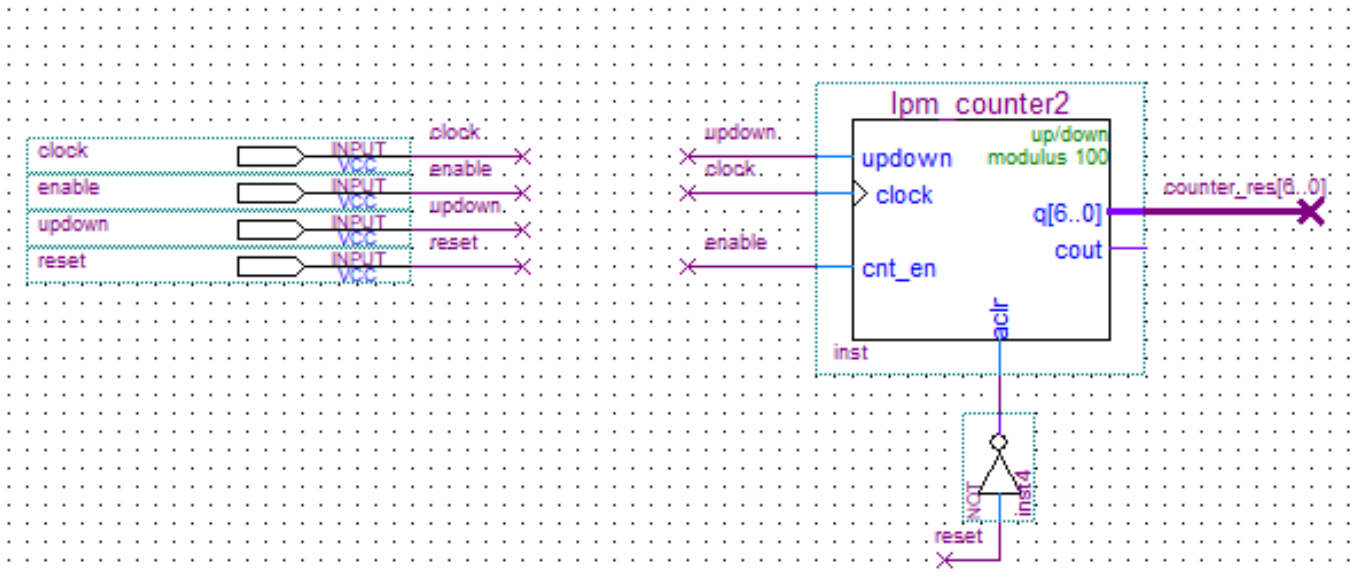 clock
INPUT
VCC
clock
enable
INPUT
VCC
enable
updown
INPUT
VCC
updown
reset
INPUT
VCC
reset
lpm_counter2
up/down
modulus 100
updown
updown
clock
clock
enable
cnt_en
q[6..0]
counter_res[6..0]
cout
aclr
inst
NOT
inst4
reset